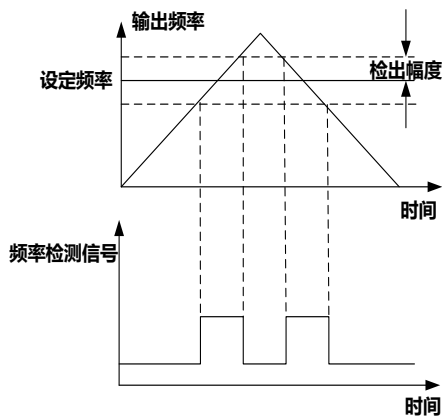 输出频率
设定频率
检出幅度
时间
频率检测信号
时间